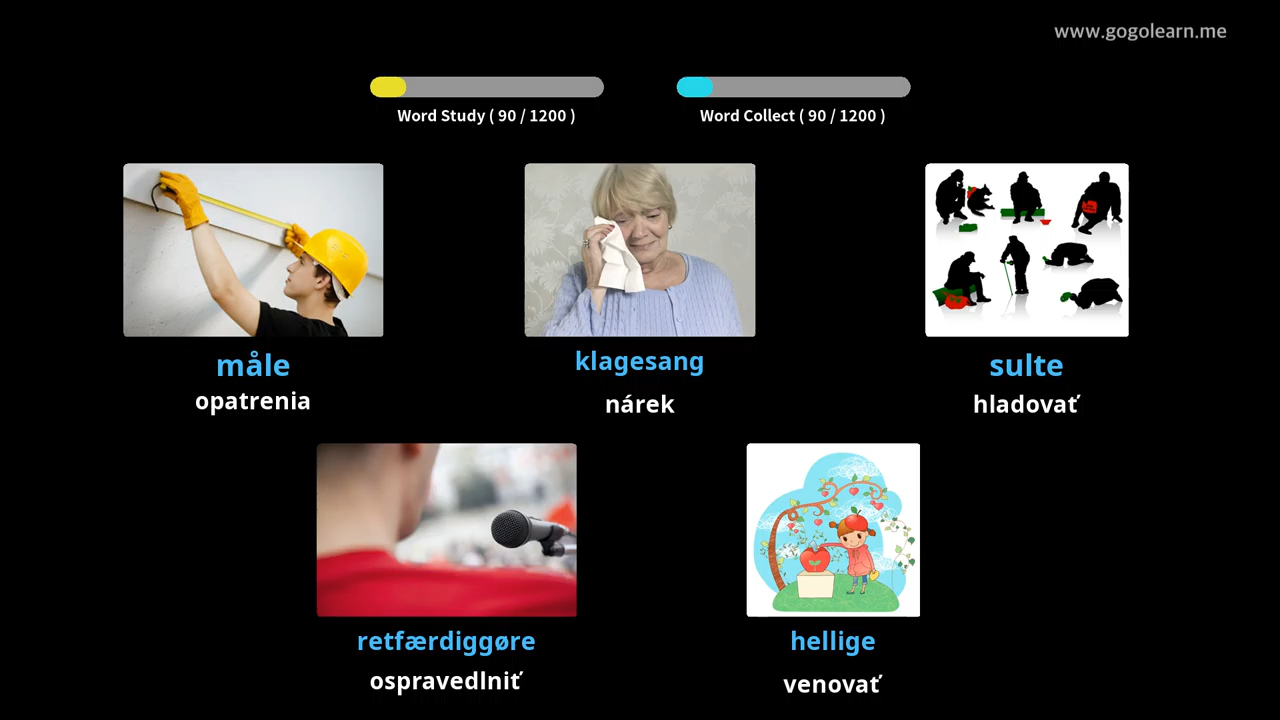 www.gogolearn.me
Word Study ( 90 / 1200 )
Word Collect ( 90 / 1200 )
måle
opatrenia
klagesang
nárek
sulte
hladovať
retfærdiggøre
ospravedlniť
hellige
venovať